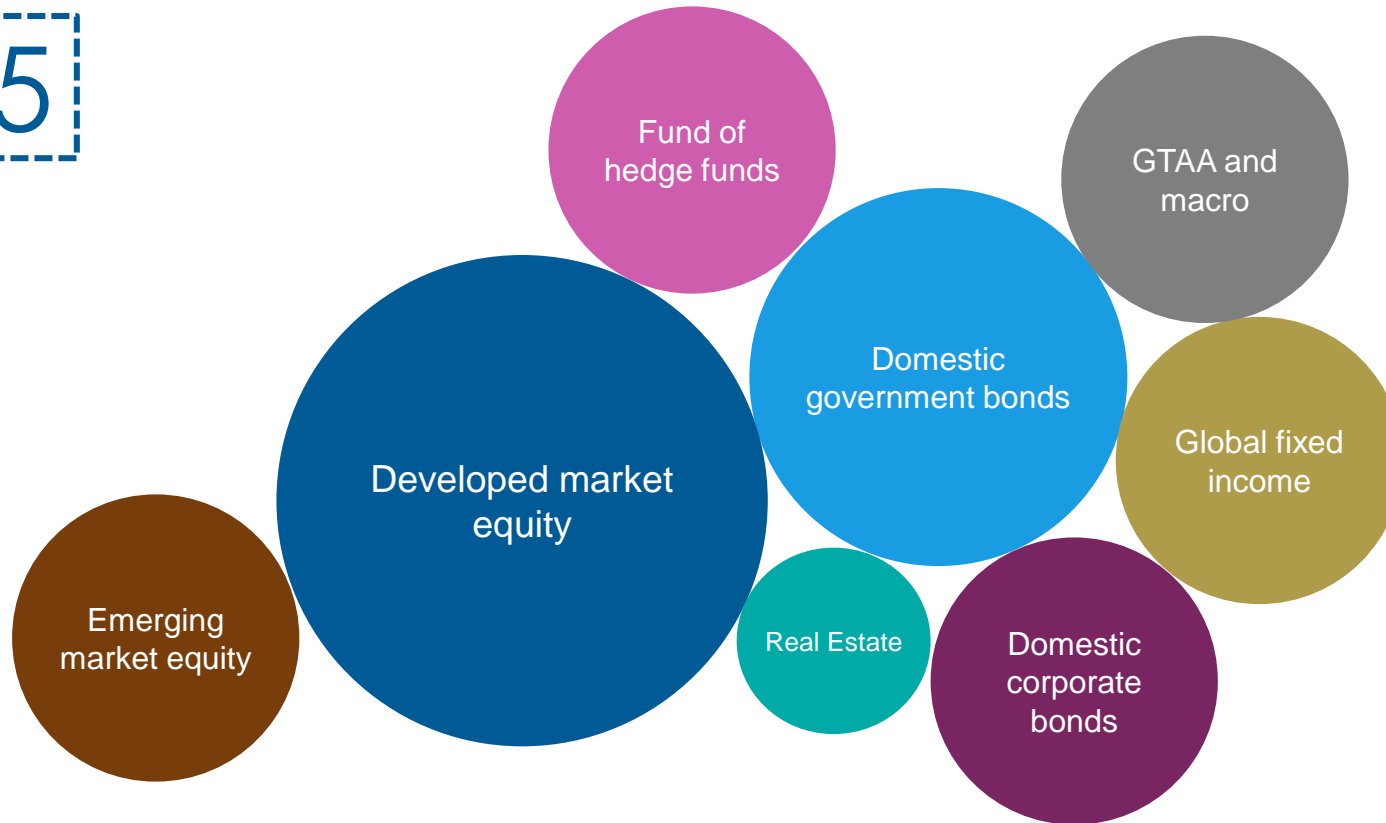 5
Fund of
hedge funds
GTAA and
macro
Domestic
government bonds
Global fixed
income
Developed market
equity
Emerging
market equity
Real Estate
Domestic
corporate
bonds